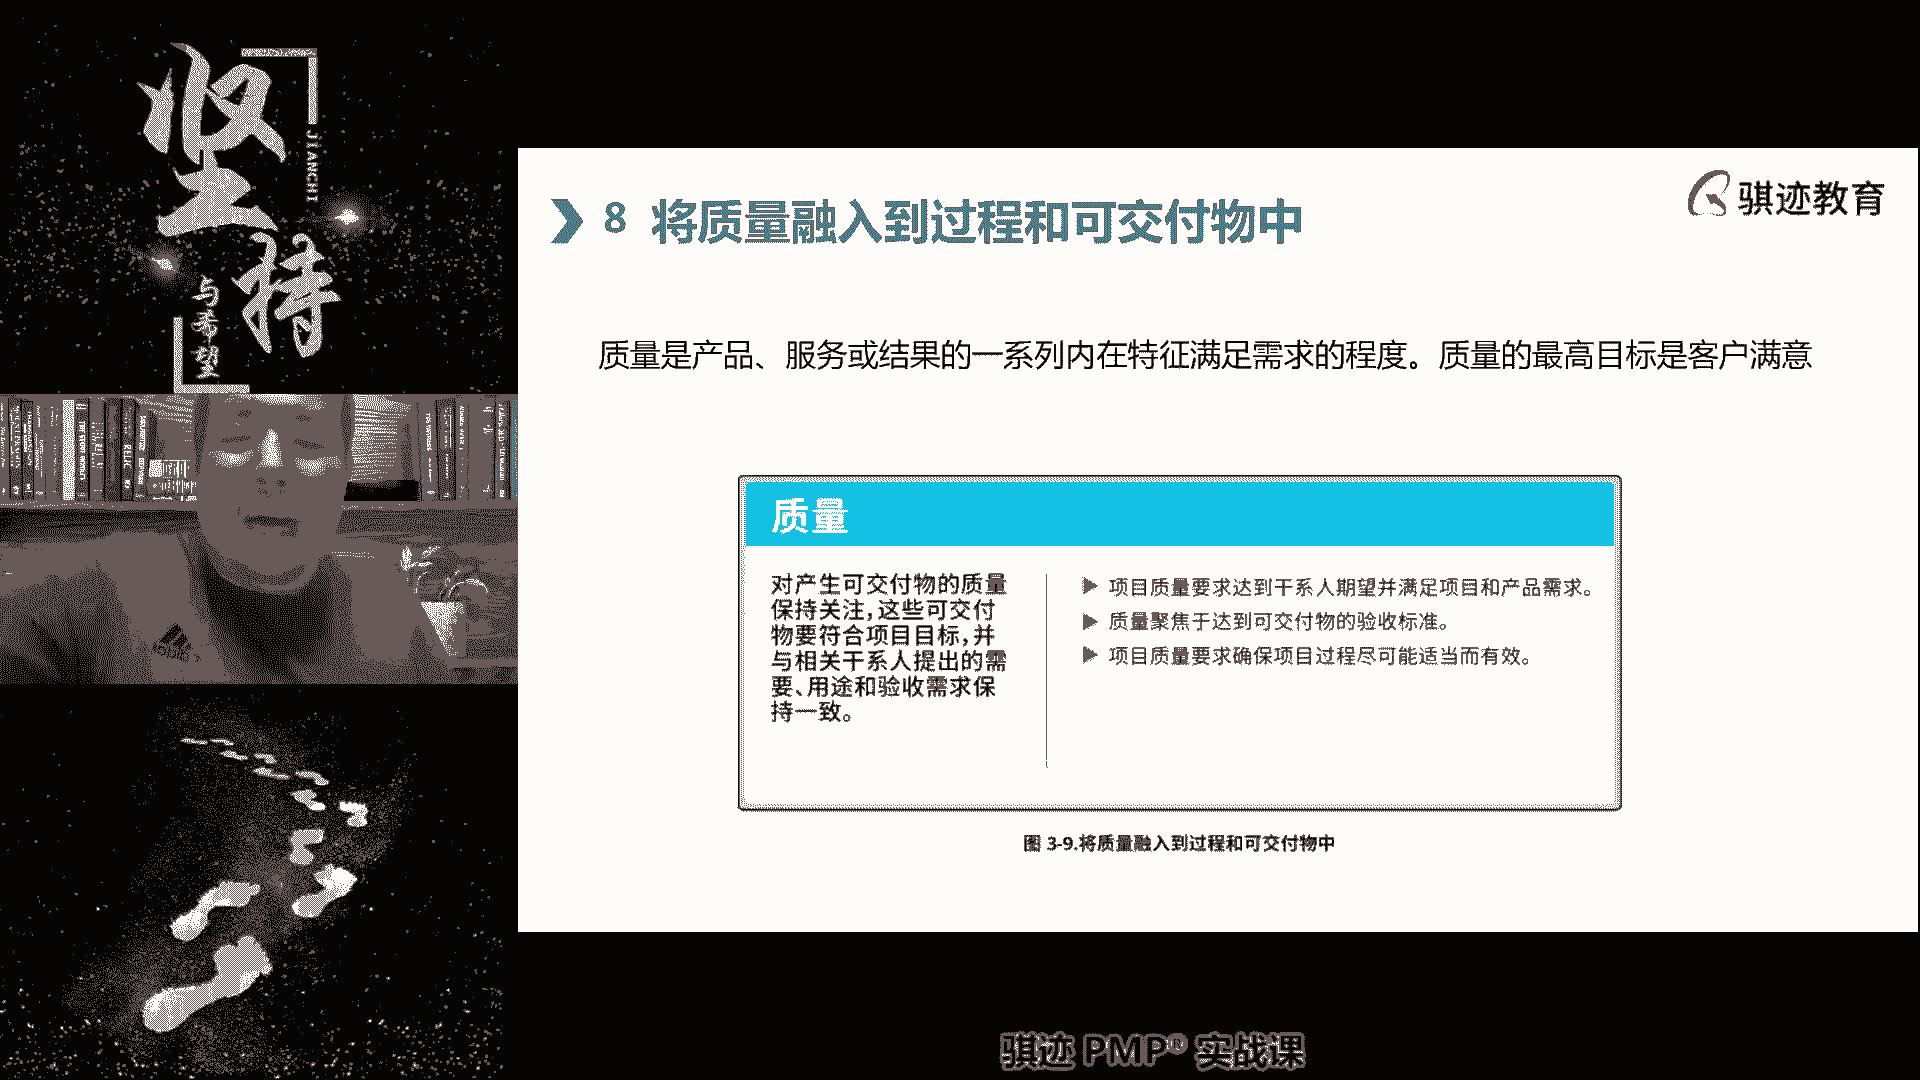 坚持
JIANCHI
与希望
8 将质量融入到过程和可交付物中
骐迹教育
质量是产品、服务或结果的一系列内在特征满足需求的程度。质量的最高目标是客户满意
质量
对产生可交付物的质量
保持关注，这些可交付
物要符合项目目标，并
与相关干系人提出的需
要、用途和验收需求保
持一致。
项目质量要求达到干系人期望并满足项目和产品需求。
质量聚焦于达到可交付物的验收标准。
项目质量要求确保项目过程尽可能适当而有效。
图 3-9.将质量融入到过程和可交付物中
骐迹 PMP® 实战课